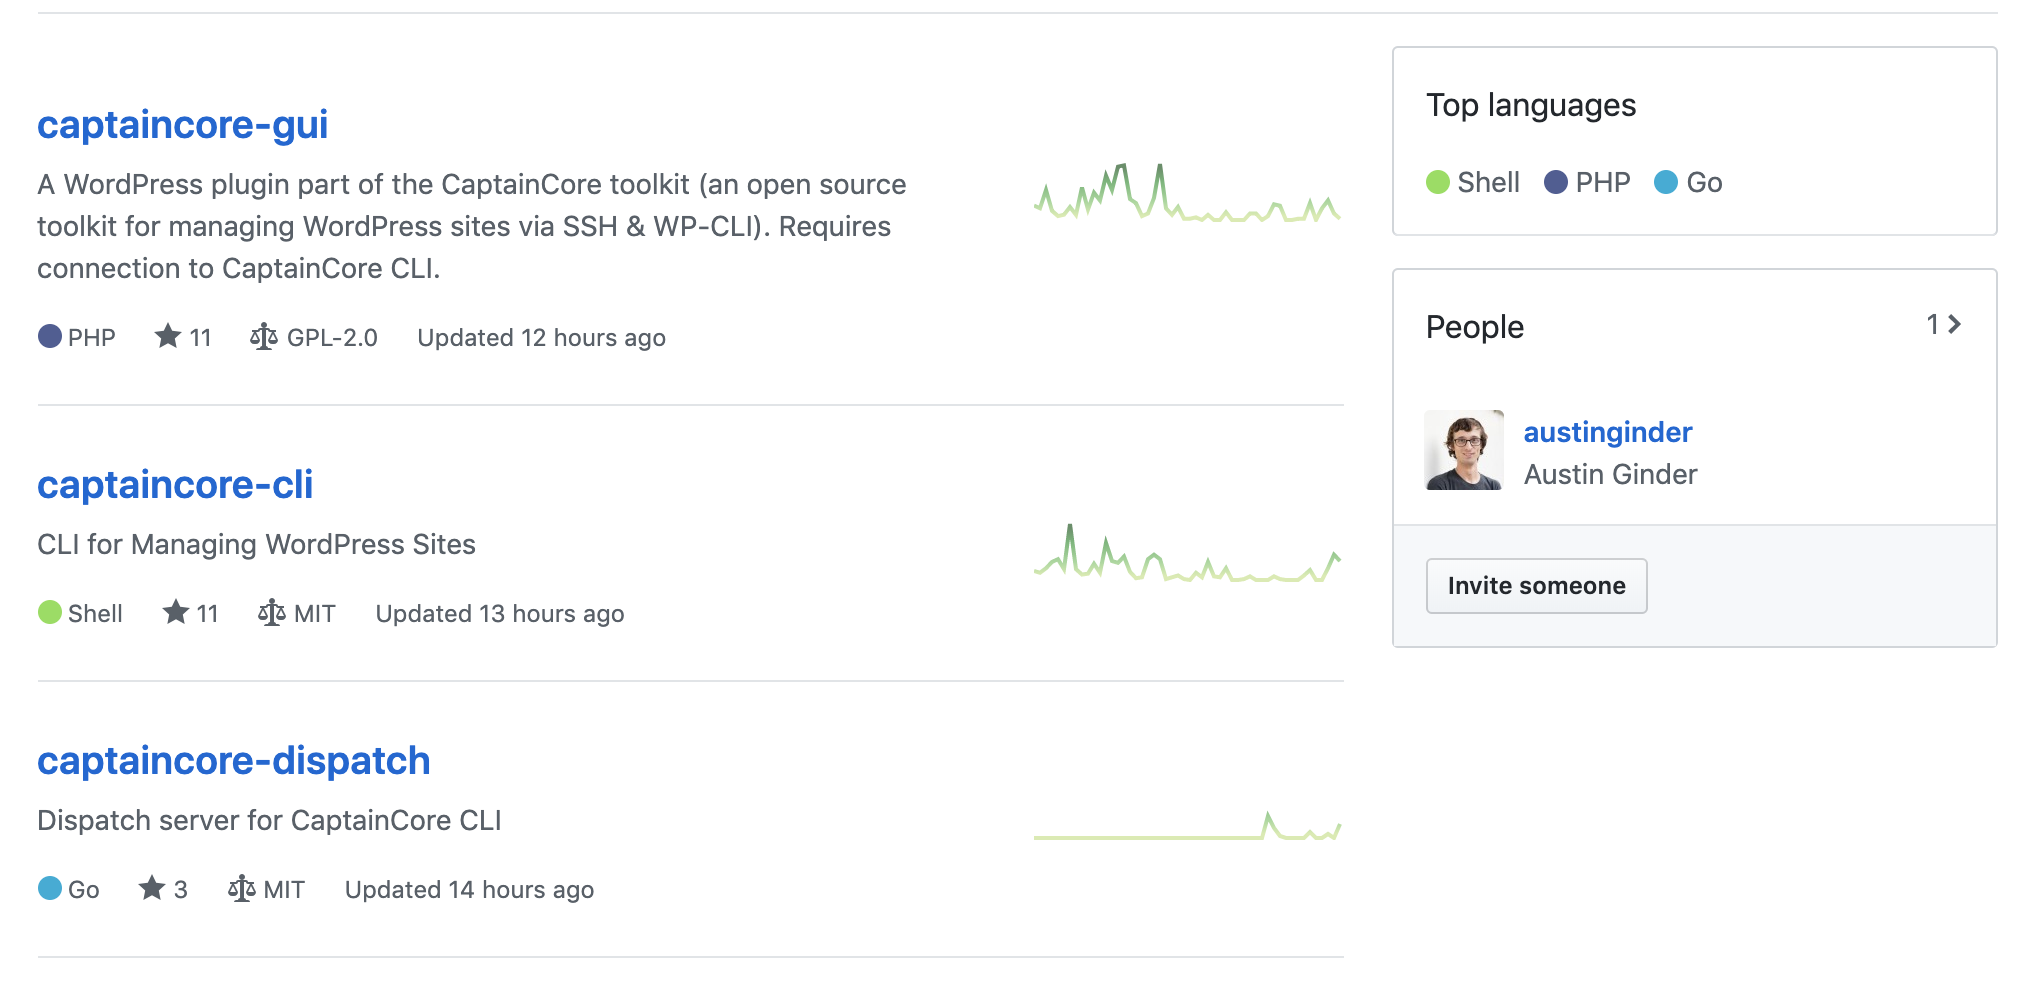 captaincore-gui
A WordPress plugin part of the CaptainCore toolkit (an open source
toolkit for managing WordPress sites via SSH & WP-CLI). Requires
connection to CaptainCore CLI.
PHP 11 GPL-2.0 Updated 12 hours ago
captaincore-cli
CLI for Managing WordPress Sites
Shell 11 MIT Updated 13 hours ago
captaincore-dispatch
Dispatch server for CaptainCore CLI
Go 3 MIT Updated 14 hours ago
Top languages
Shell PHP Go
People 1
austinginder
Austin Ginder
Invite someone